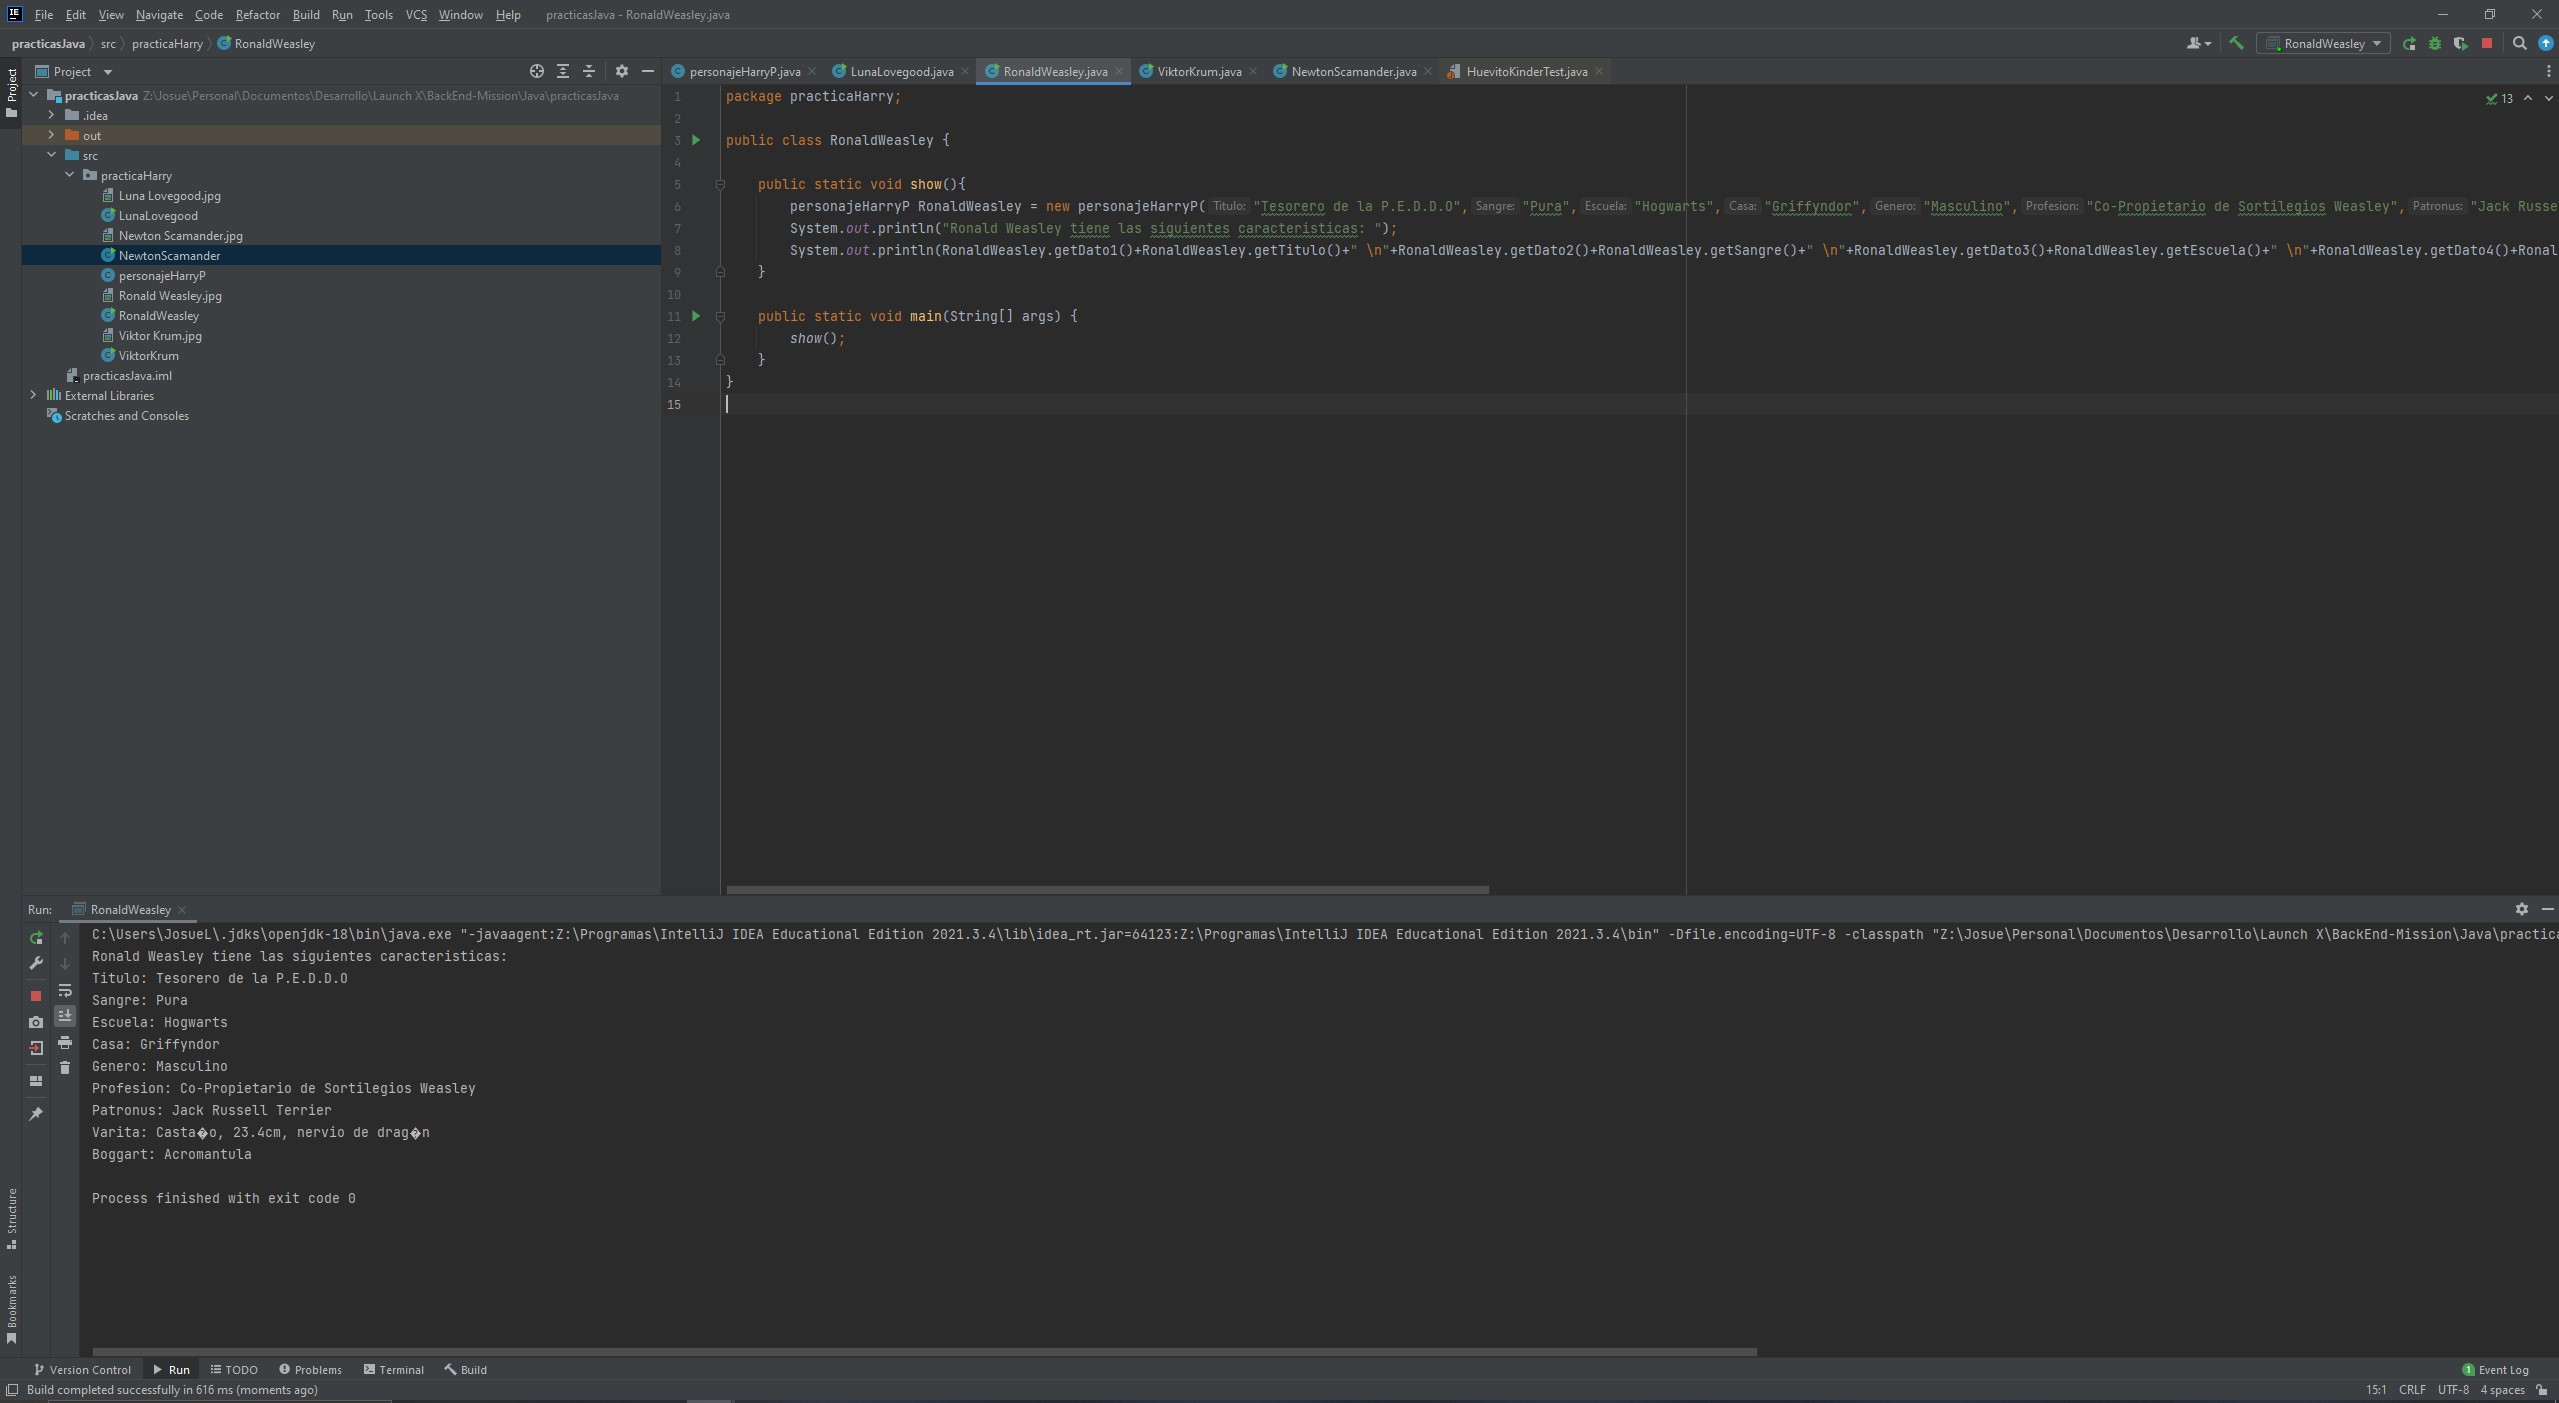 File Edit View Navigate Code Refactor Build Run Tools VCS Window Help practicasJava - RonaldWeasley.java
practicasJava src practicaHarry RonaldWeasley RonaldWeasley
Project
Project
practicasJava Z:\Josue\Personal\Documentos\Desarrollo\Launch X\BackEnd-Mission\Java\practicasJava
.idea
out
src
practicaHarry
Luna Lovegood.jpg
LunaLovegood
Newton Scamander.jpg
NewtonScamander
personajeHarryP
Ronald Weasley.jpg
RonaldWeasley
Viktor Krum.jpg
ViktorKrum
practicasJava.iml
External Libraries
Scratches and Consoles
personajeHarryP.java LunaLovegood.java RonaldWeasley.java ViktorKrum.java NewtonScamander.java HuevitoKinderTest.java
13
1 package practicaHarry;
2
3 public class RonaldWeasley {
4
5 public static void show(){
6 personajeHarryP RonaldWeasley = new personajeHarryP( Titulo: "Tesorero de la P.E.D.D.O", Sangre: "Pura", Escuela: "Hogwarts", Casa: "Griffyndor", Genero: "Masculino", Profesion: "Co-Propietario de Sortilegios Weasley", Patronus: "Jack Russe
7 System.out.println("Ronald Weasley tiene las siguientes caracteristicas: ");
8 System.out.println(RonaldWeasley.getDato1()+RonaldWeasley.getTitulo()+" \n"+RonaldWeasley.getDato2()+RonaldWeasley.getSangre()+" \n"+RonaldWeasley.getDato3()+RonaldWeasley.getEscuela()+" \n"+RonaldWeasley.getDato4()+Ronal
9 }
10
11 public static void main(String[] args) {
12 show();
13 }
14 }
15
Run: RonaldWeasley
C:\Users\JosueL\.jdks\openjdk-18\bin\java.exe "-javaagent:Z:\Programas\IntelliJ IDEA Educational Edition 2021.3.4\lib\idea_rt.jar=64123:Z:\Programas\IntelliJ IDEA Educational Edition 2021.3.4\bin" -Dfile.encoding=UTF-8 -classpath "Z:\Josue\Personal\Documentos\Desarrollo\Launch X\BackEnd-Mission\Java\practica
Ronald Weasley tiene las siguientes caracteristicas:
Titulo: Tesorero de la P.E.D.D.O
Sangre: Pura
Escuela: Hogwarts
Casa: Griffyndor
Genero: Masculino
Profesion: Co-Propietario de Sortilegios Weasley
Patronus: Jack Russell Terrier
Varita: Casta�o, 23.4cm, nervio de drag�n
Boggart: Acromantula
Process finished with exit code 0
Structure
Bookmarks
Version Control Run TODO Problems Terminal Build 1 Event Log
Build completed successfully in 616 ms (moments ago) 15:1 CRLF UTF-8 4 spaces